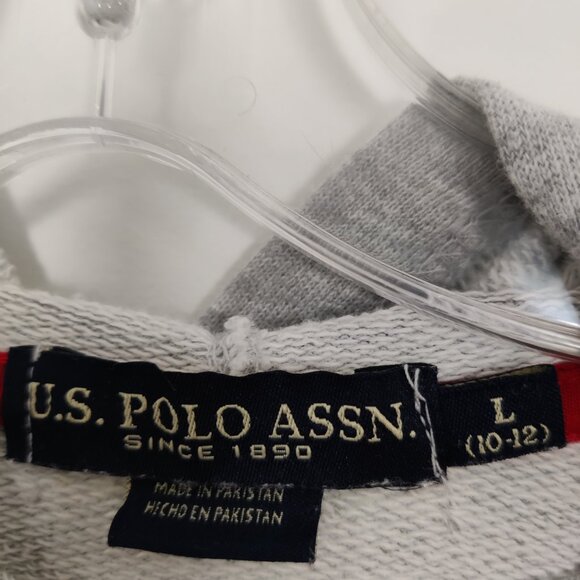 U.S. POLO ASSN.
SINCE 1890
L
(10-12)
MADE IN PAKISTAN
HECHO EN PAKISTAN